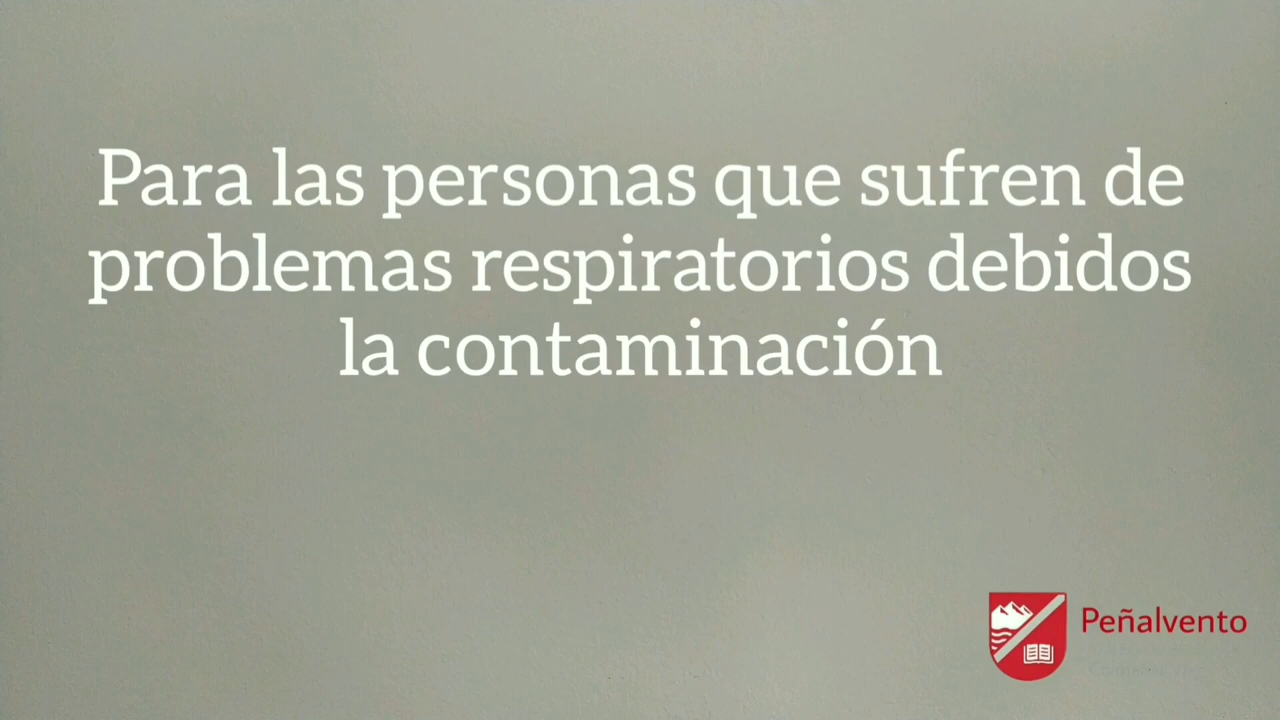 Para las personas que sufren de
problemas respiratorios debidos
la contaminación
Peñalvento